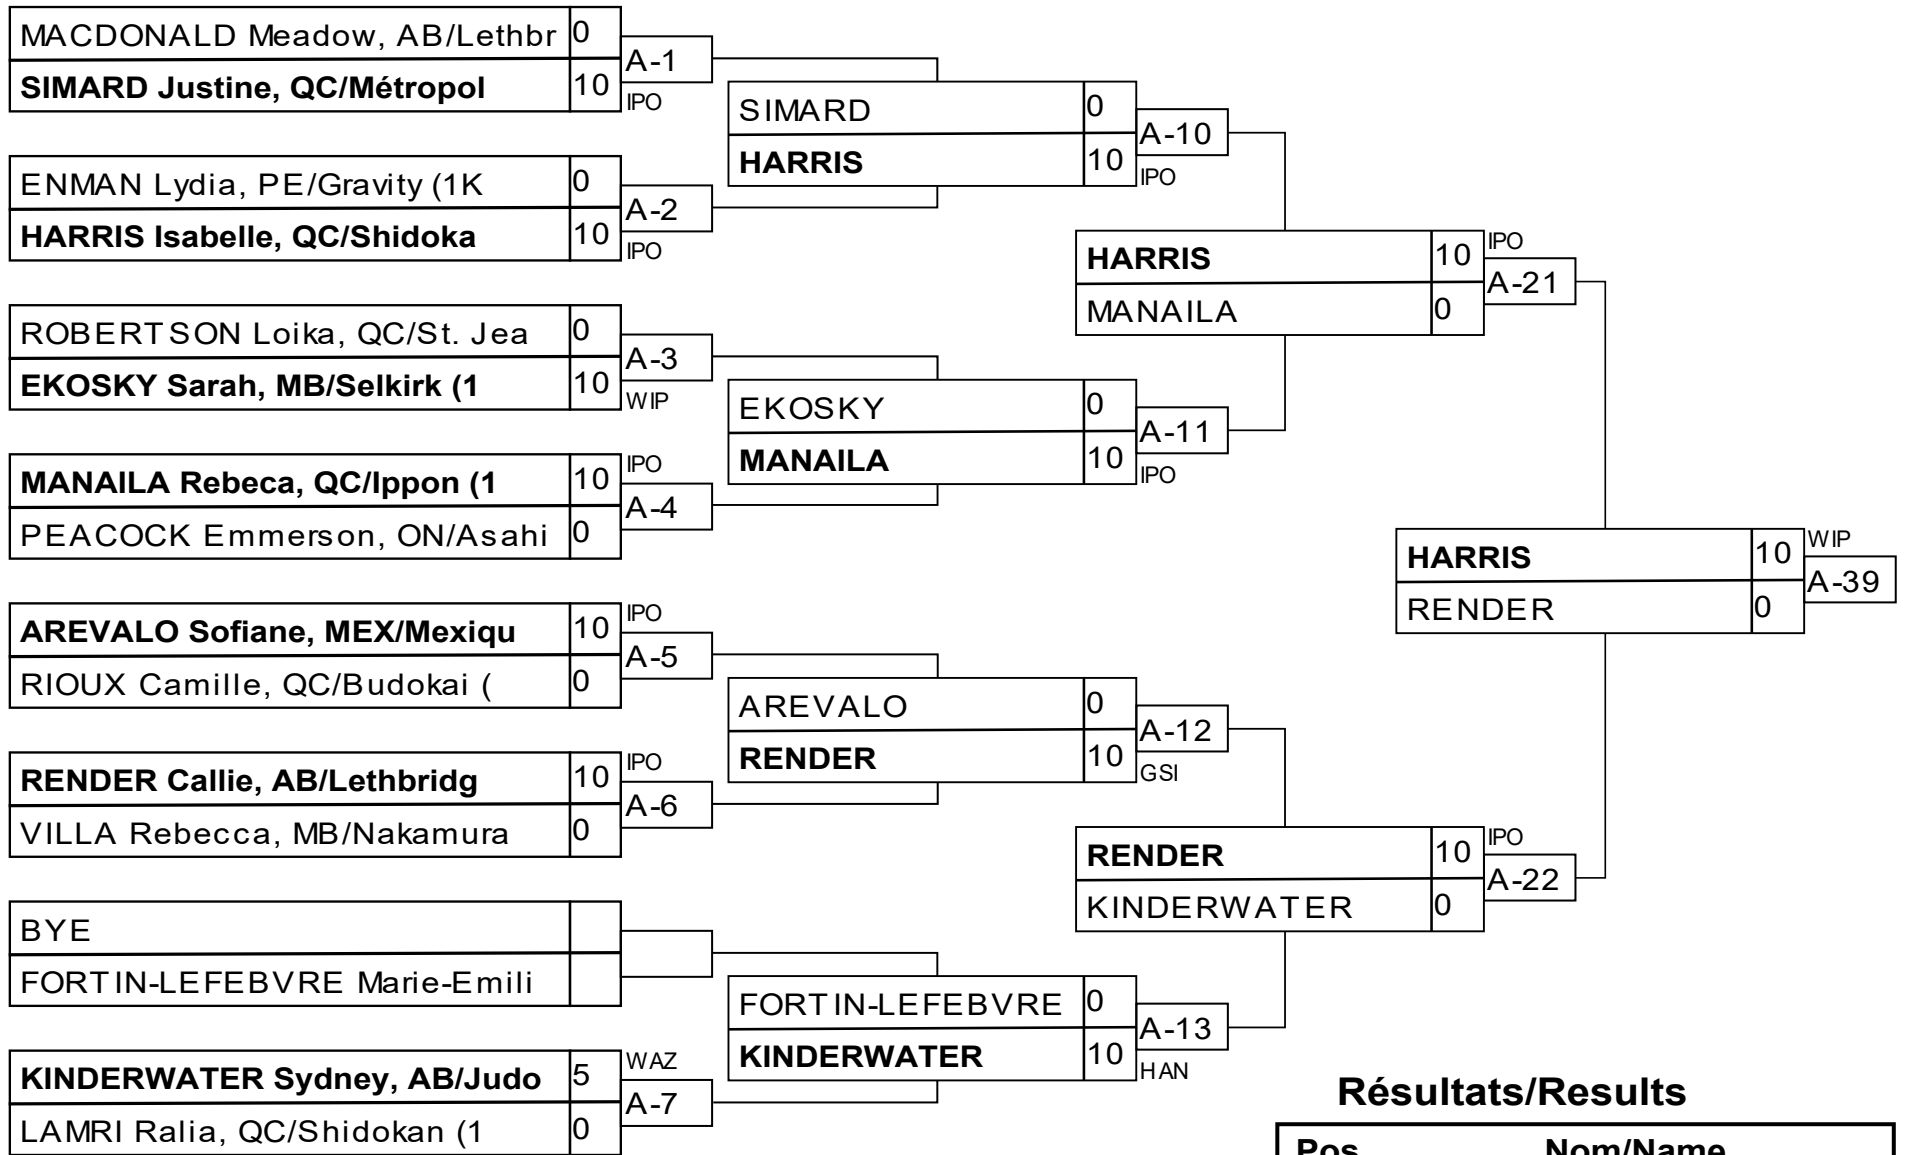 MACDONALD Meadow, AB/Lethbr 0
A-1
SIMARD Justine, QC/Métropol 10
IPO
ENMAN Lydia, PE/Gravity (1K 0
A-2
HARRIS Isabelle, QC/Shidoka 10
IPO
ROBERTSON Loika, QC/St. Jea 0
A-3
EKOSKY Sarah, MB/Selkirk (1 10
WIP
MANAILA Rebeca, QC/Ippon (1 10
IPO
A-4
PEACOCK Emmerson, ON/Asahi 0
AREVALO Sofiane, MEX/Mexiqu 10
IPO
A-5
RIOUX Camille, QC/Budokai ( 0
RENDER Callie, AB/Lethbridg 10
IPO
A-6
VILLA Rebecca, MB/Nakamura 0
BYE
FORTIN-LEFEBVRE Marie-Emili
KINDERWATER Sydney, AB/Judo 5
WAZ
A-7
LAMRI Ralia, QC/Shidokan (1 0
SIMARD 0
A-10
HARRIS 10
IPO
EKOSKY 0
A-11
MANAILA 10
IPO
AREVALO 0
A-12
RENDER 10
GSI
FORTIN-LEFEBVRE 0
A-13
KINDERWATER 10
HAN
HARRIS 10
IPO
A-21
MANAILA 0
RENDER 10
IPO
A-22
KINDERWATER 0
HARRIS 10
WIP
A-39
RENDER 0
Résultats/Results
Pos Nom/Name